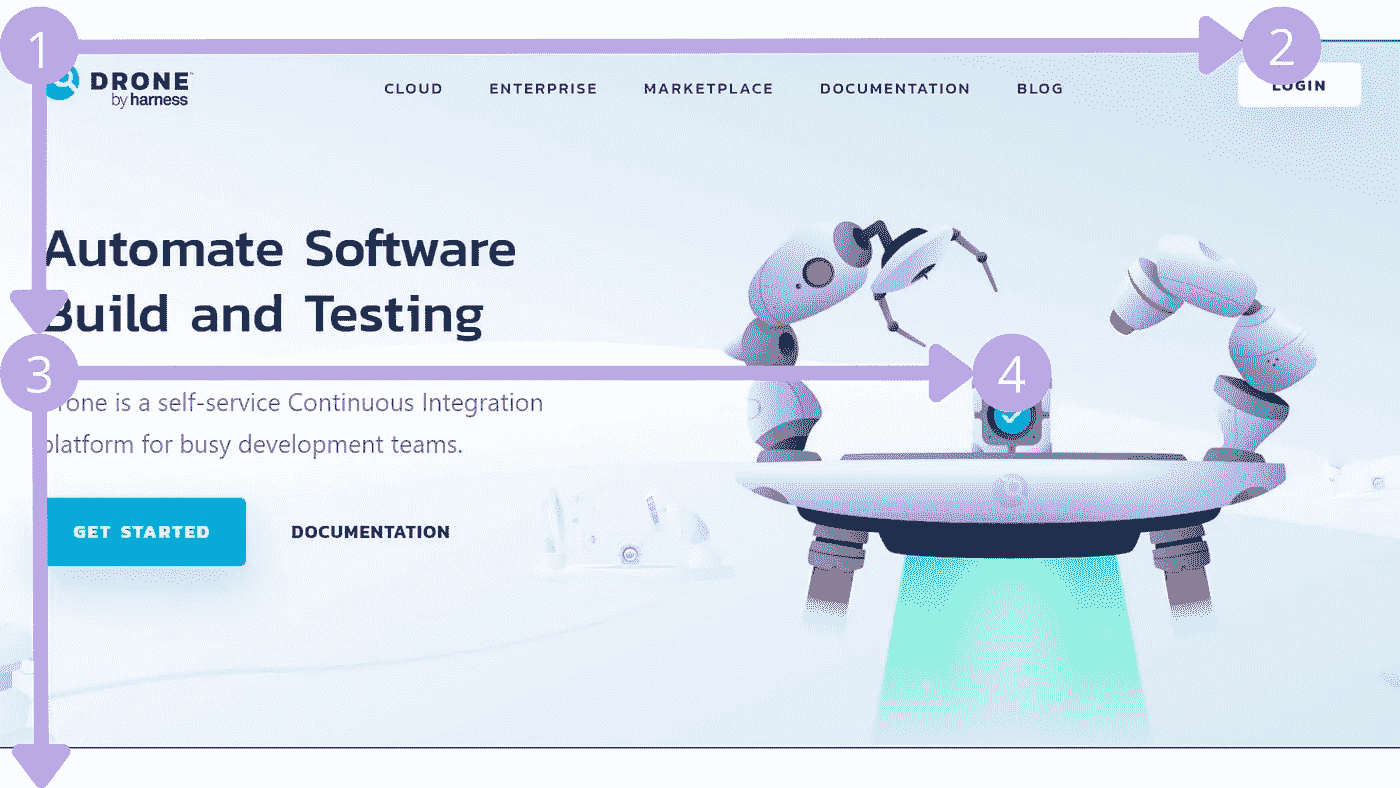 1
2
DRONE™
by harness
CLOUD ENTERPRISE MARKETPLACE DOCUMENTATION BLOG
LOGIN
Automate Software
Build and Testing
3
4
Drone is a self-service Continuous Integration
platform for busy development teams.
GET STARTED DOCUMENTATION